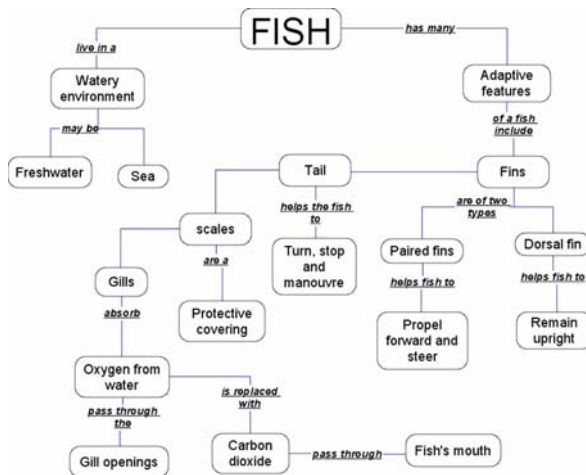 FISH
live in a
has many
Watery
environment
Adaptive
features
may be
of a fish
include
Freshwater
Sea
Tail
Fins
helps the fish
to
are of two
types
scales
Turn, stop
and
manouvre
Paired fins
Dorsal fin
are a
helps fish to
helps fish to
Gills
Protective
covering
Propel
forward and
steer
Remain
upright
absorb
Oxygen from
water
is replaced
with
pass through
the
Gill openings
Carbon
dioxide
pass through
Fish's mouth